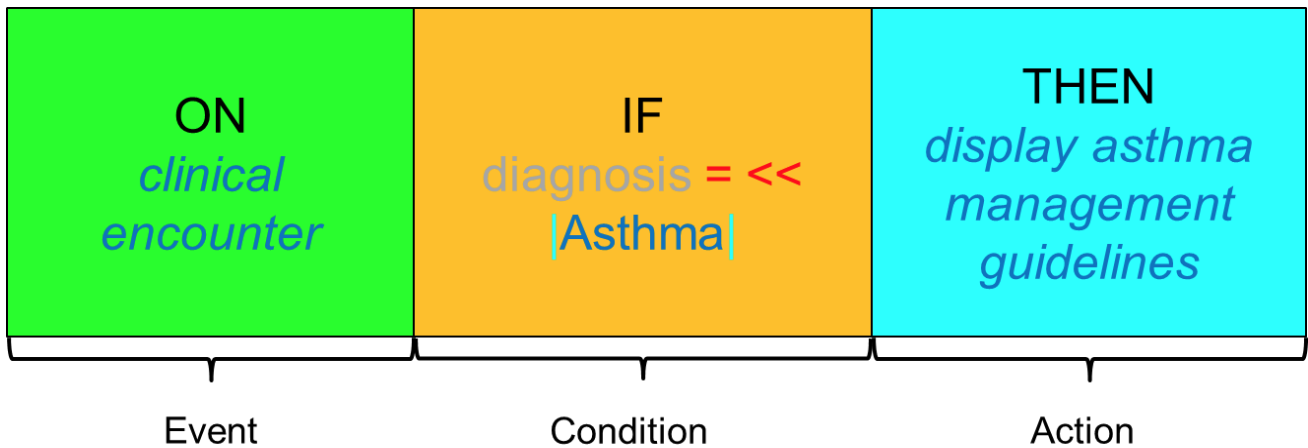 ON
clinical
encounter
IF
diagnosis = <<
|Asthma|
THEN
display asthma
management
guidelines
Event
Condition
Action